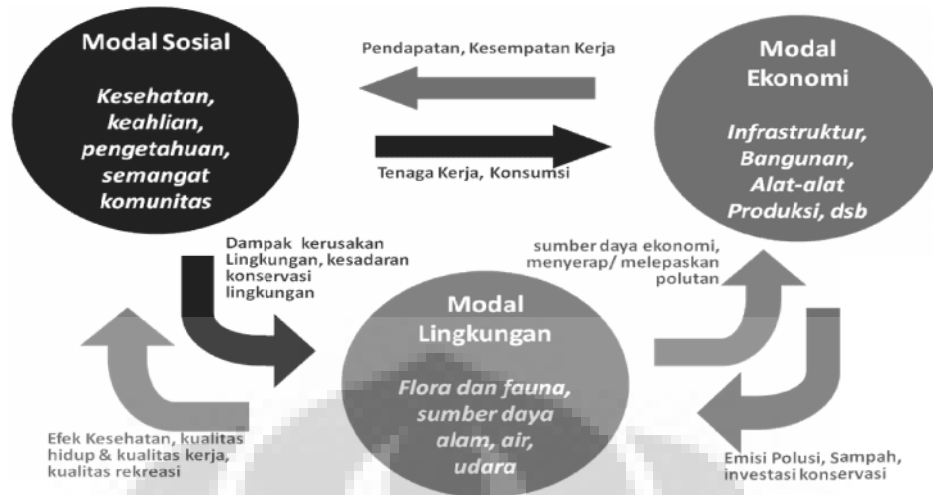 Modal Sosial
Kesehatan,
keahlian,
pengetahuan,
semangat
komunitas
Pendapatan, Kesempatan Kerja
Tenaga Kerja, Konsumsi
Modal
Ekonomi
Infrastruktur,
Bangunan,
Alat-alat
Produksi, dsb
Dampak kerusakan
Lingkungan, kesadaran
konservasi
lingkungan
sumber daya ekonomi,
menyerap/ melepaskan
polutan
Modal
Lingkungan
Flora dan fauna,
sumber daya
alam, air,
udara
Efek Kesehatan, kualitas
hidup & kualitas kerja,
kualitas rekreasi
Emisi Polusi, Sampah,
investasi konservasi